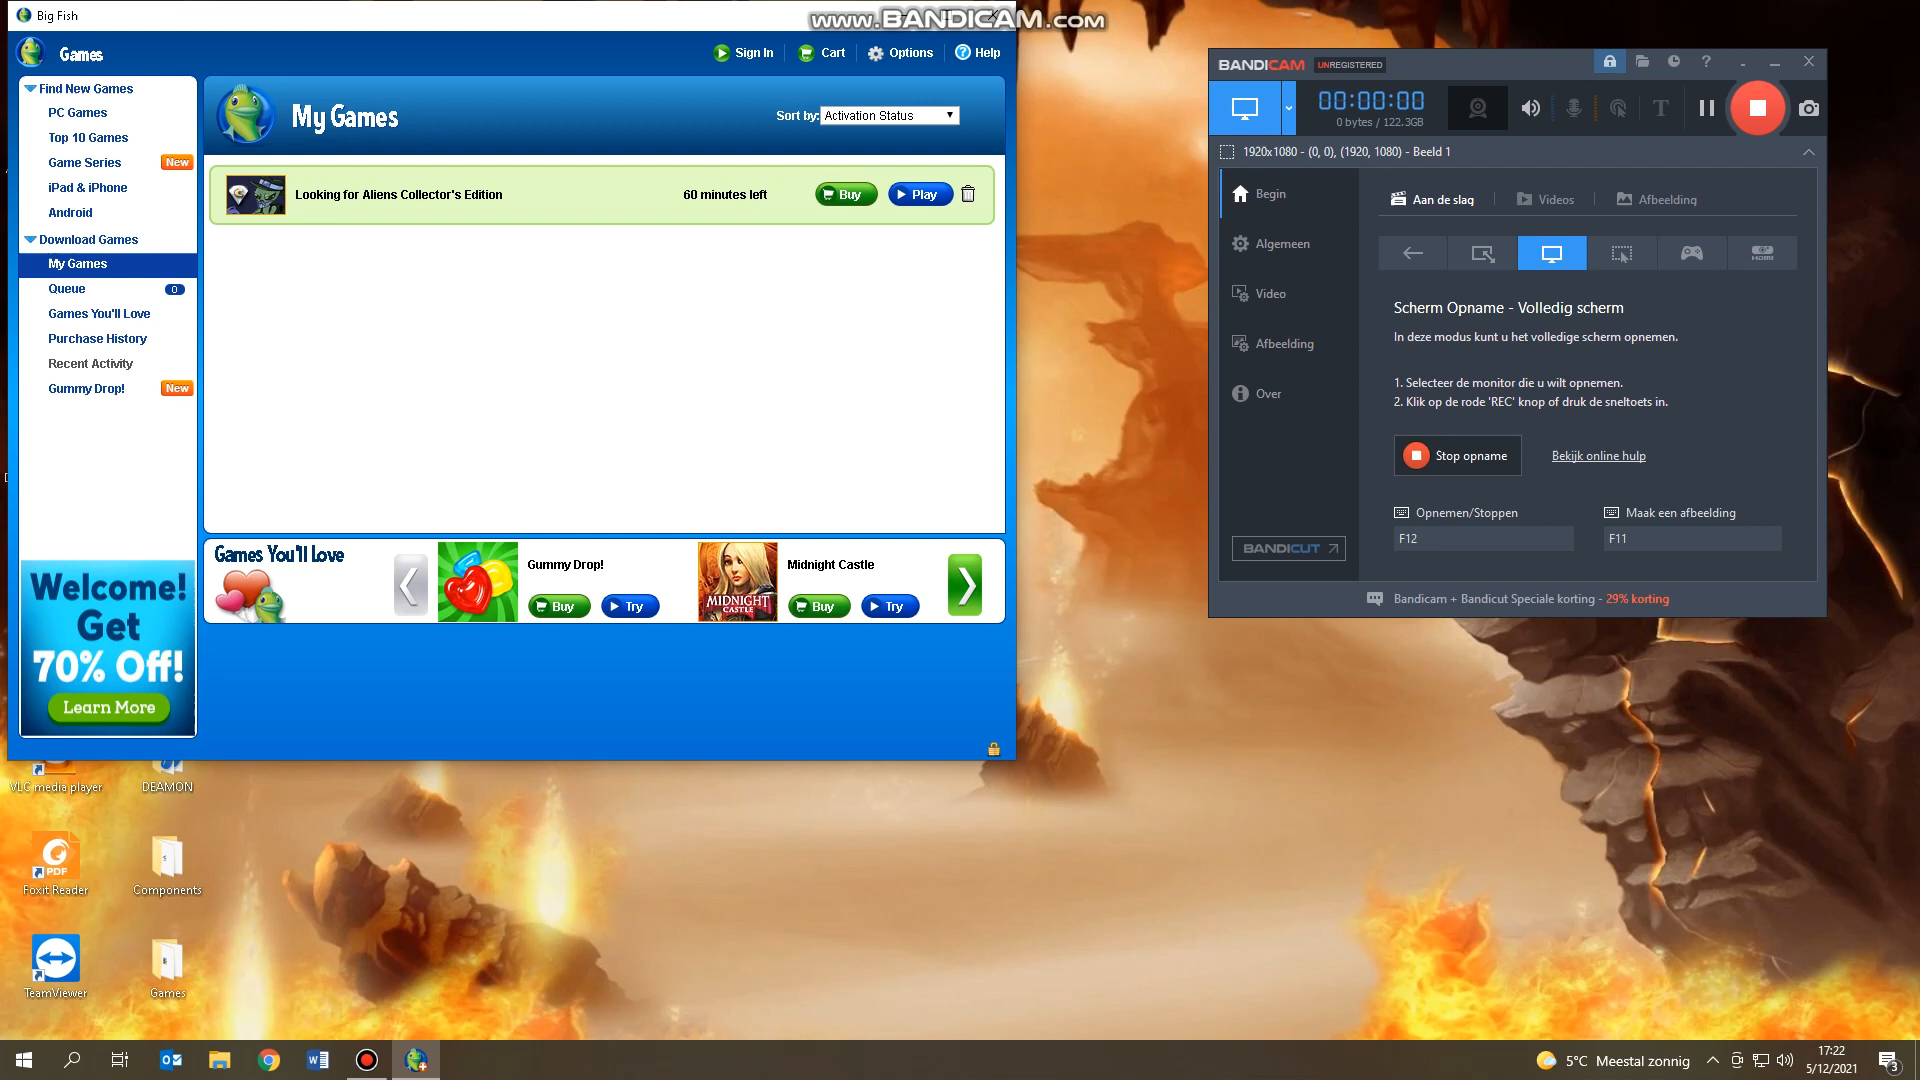 Big Fish
www.BANDICAM.com
Games
Sign In
Cart
Options
Help
Find New Games
PC Games
Top 10 Games
Game Series
New
iPad & iPhone
Android
Download Games
My Games
Queue
0
Games You'll Love
Purchase History
Recent Activity
Gummy Drop!
New
Welcome!
Get
70% Off!
Learn More
My Games
Sort by:
Activation Status
Looking for Aliens Collector's Edition
60 minutes left
Buy
Play
Games You'll Love
Gummy Drop!
Buy
Try
MIDNIGHT
CASTLE
Midnight Castle
Buy
Try
BANDICAM
UNREGISTERED
00:00:00
0 bytes / 122.3GB
1920x1080 - (0, 0), (1920, 1080) - Beeld 1
Begin
Algemeen
Video
Afbeelding
Over
BANDICUT
Aan de slag
Videos
Afbeelding
HDMI
Scherm Opname - Volledig scherm
In deze modus kunt u het volledige scherm opnemen.
1. Selecteer de monitor die u wilt opnemen.
2. Klik op de rode 'REC' knop of druk de sneltoets in.
Stop opname
Bekijk online hulp
Opnemen/Stoppen
F12
Maak een afbeelding
F11
Bandicam + Bandicut Speciale korting - 29% korting
VLC media player
DEAMON
PDF
Foxit Reader
Components
TeamViewer
Games
5°C Meestal zonnig
17:22
5/12/2021
3